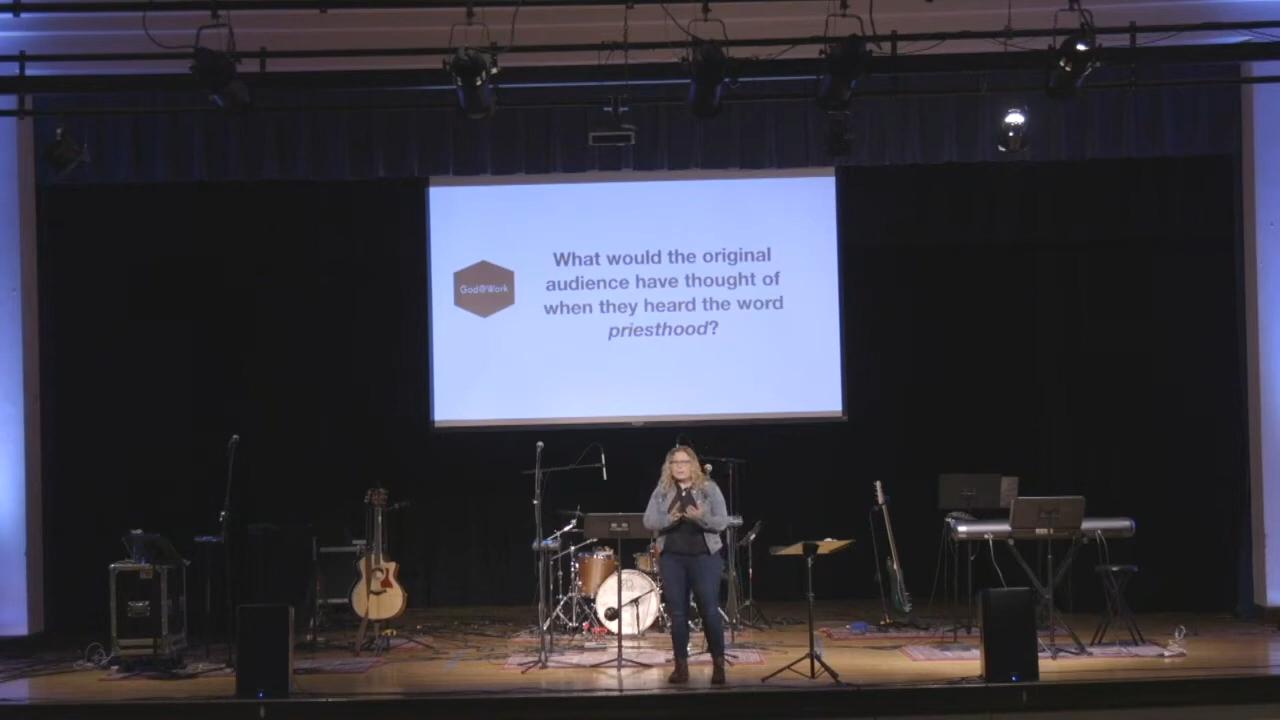 God@Work
What would the original
audience have thought of
when they heard the word
priesthood?